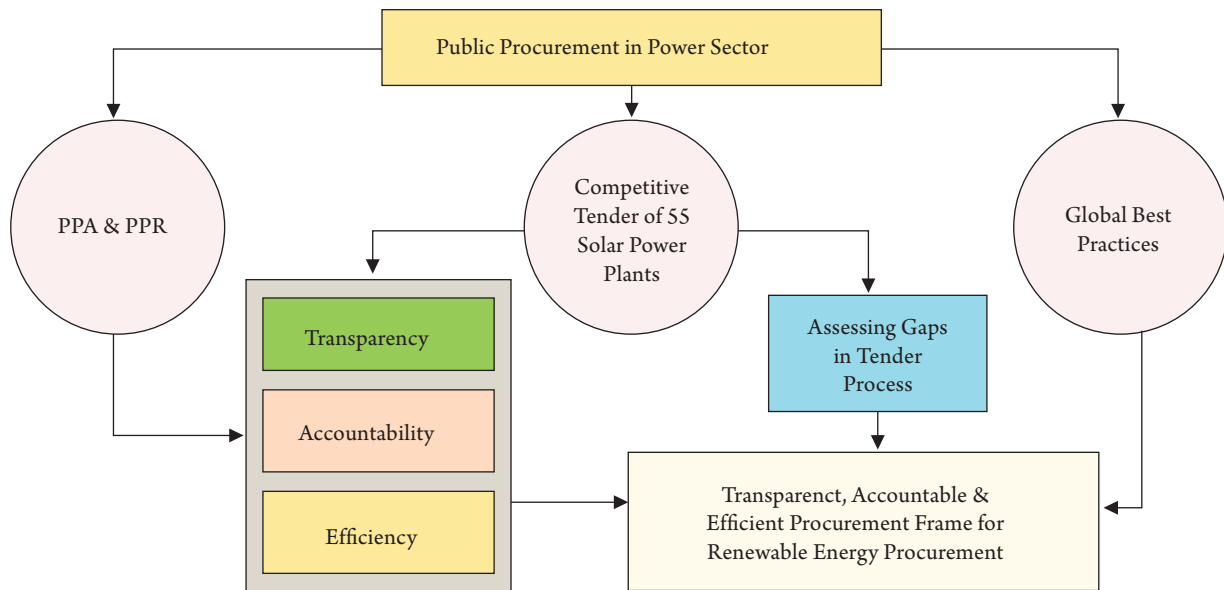 Public Procurement in Power Sector
PPA & PPR
Competitive
Tender of 55
Solar Power
Plants
Global Best
Practices
Transparency
Accountability
Efficiency
Assessing Gaps
in Tender
Process
Transparenct, Accountable &
Efficient Procurement Frame for
Renewable Energy Procurement